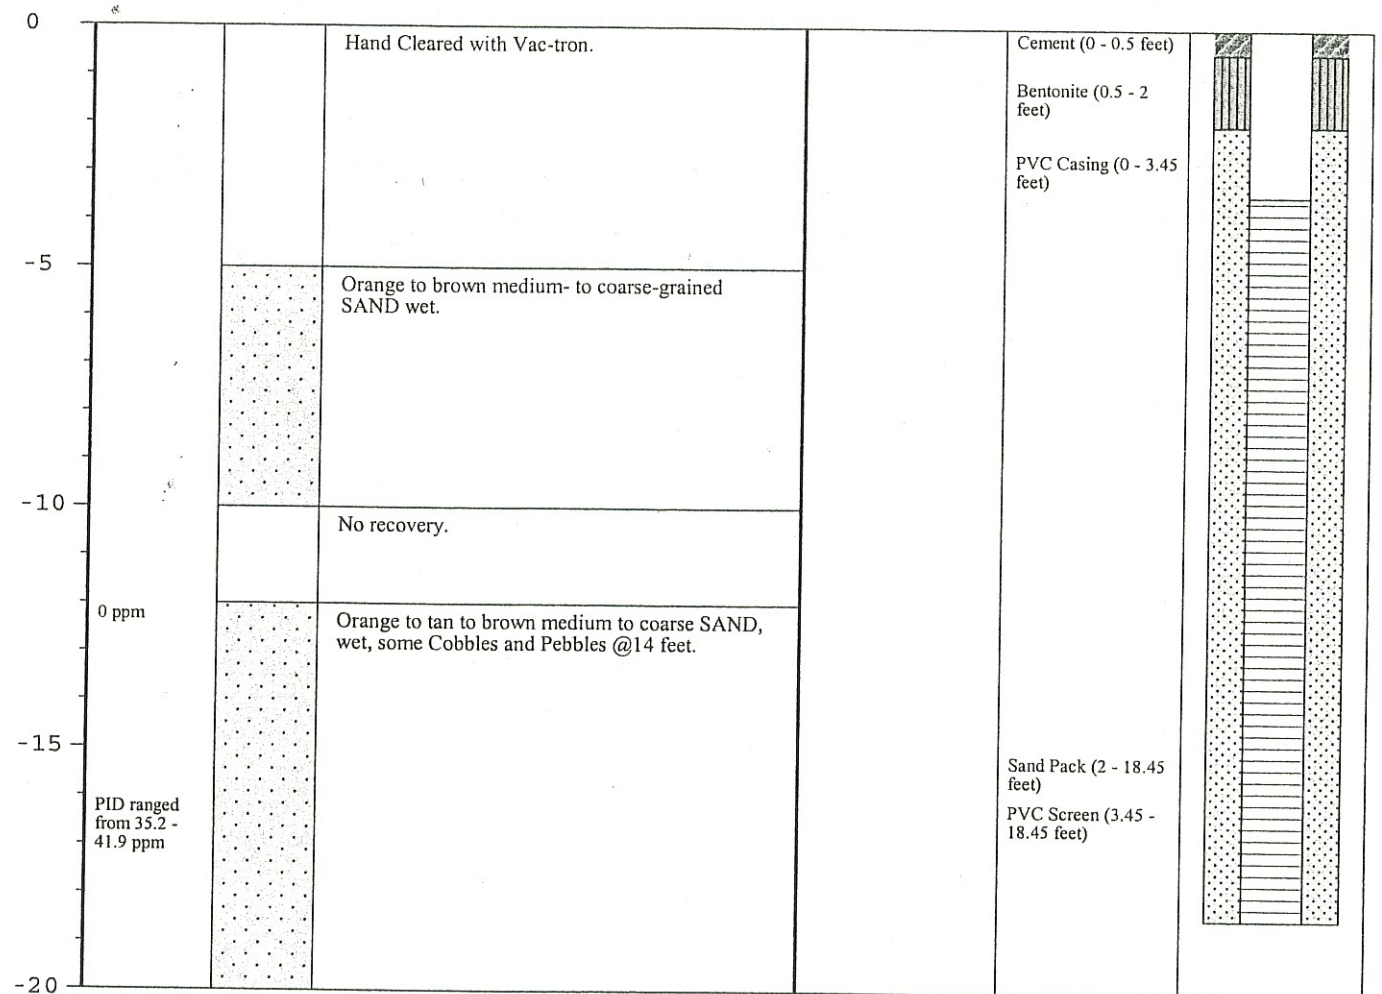 0
Hand Cleared with Vac-tron.
Cement (0 - 0.5 feet)
Bentonite (0.5 - 2
feet)
PVC Casing (0 - 3.45
feet)
-5
Orange to brown medium- to coarse-grained
SAND wet.
-10
No recovery.
0 ppm
Orange to tan to brown medium to coarse SAND,
wet, some Cobbles and Pebbles @14 feet.
-15
Sand Pack (2 - 18.45
feet)
PID ranged
from 35.2 -
41.9 ppm
PVC Screen (3.45 -
18.45 feet)
-20